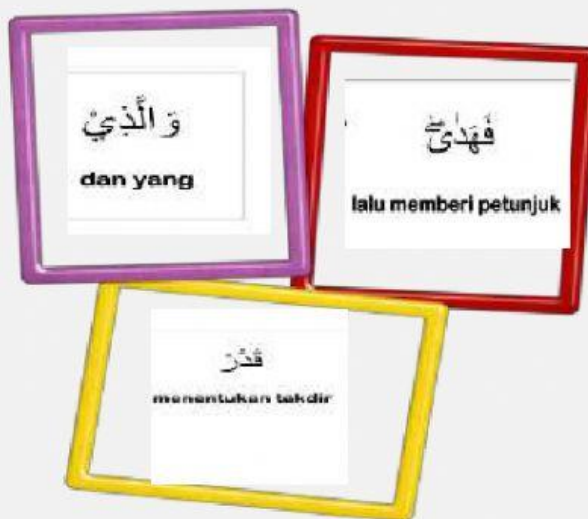 وَالَّذِيْ
dan yang
فَهَدٰىۖ
lalu memberi petunjuk
قَدَّرَ
menentukan takdir